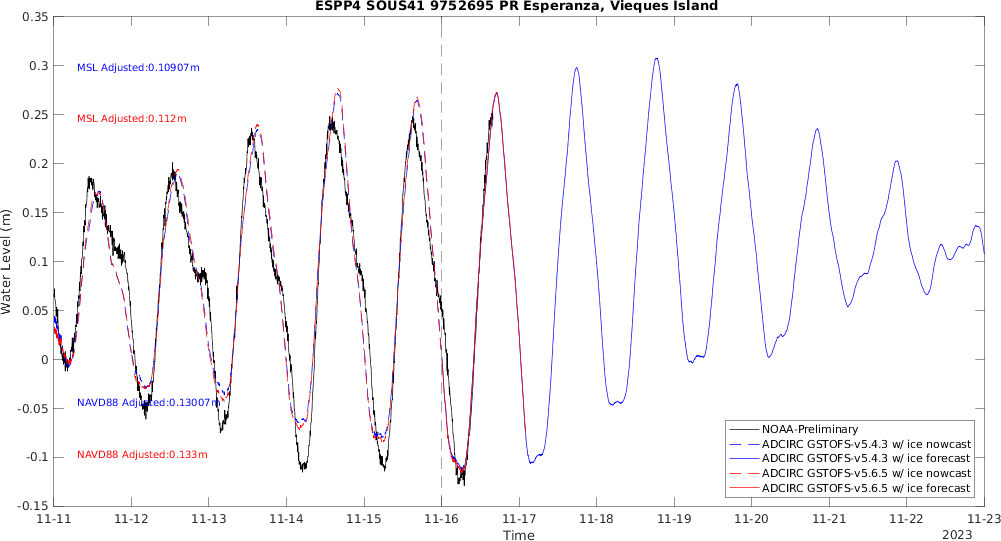 ESPP4 SOUS41 9752695 PR Esperanza, Vieques Island
0.35
0.3
0.25
0.2
0.15
0.1
0.05
0
-0.05
-0.1
-0.15
Water Level (m)
MSL Adjusted:0.10907m
MSL Adjusted:0.112m
NAVD88 Adjusted:0.13007m
NAVD88 Adjusted:0.133m
NOAA-Preliminary
ADCIRC GSTOFS-v5.4.3 w/ ice nowcast
ADCIRC GSTOFS-v5.4.3 w/ ice forecast
ADCIRC GSTOFS-v5.6.5 w/ ice nowcast
ADCIRC GSTOFS-v5.6.5 w/ ice forecast
11-11 11-12 11-13 11-14 11-15 11-16 11-17 11-18 11-19 11-20 11-21 11-22 11-23
Time
2023